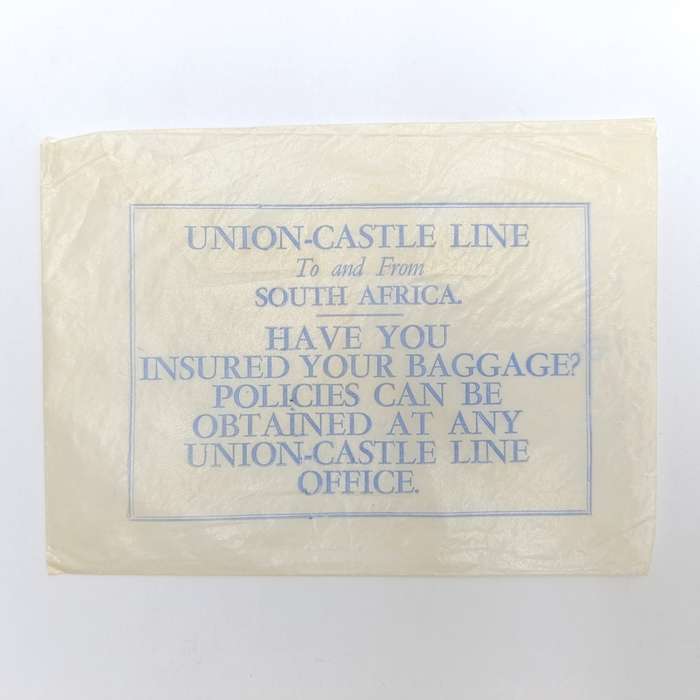 UNION-CASTLE LINE
To and From
SOUTH AFRICA.
HAVE YOU
INSURED YOUR BAGGAGE?
POLICIES CAN BE
OBTAINED AT ANY
UNION-CASTLE LINE
OFFICE.